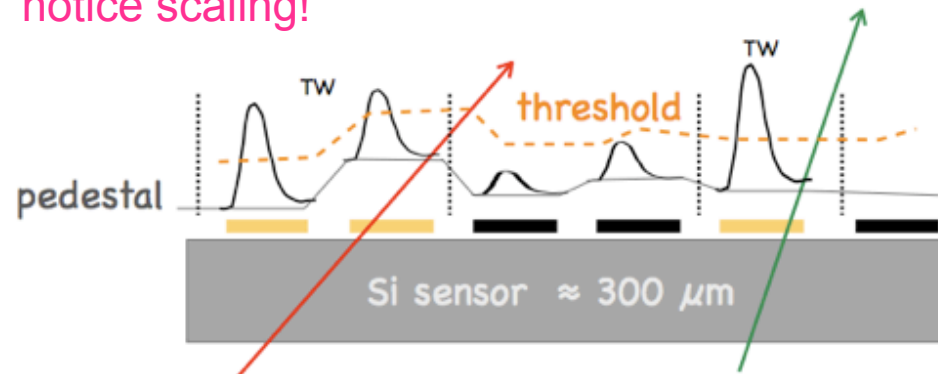 notice scaling!
TW
TW
threshold
pedestal
Si sensor ≈ 300 μm